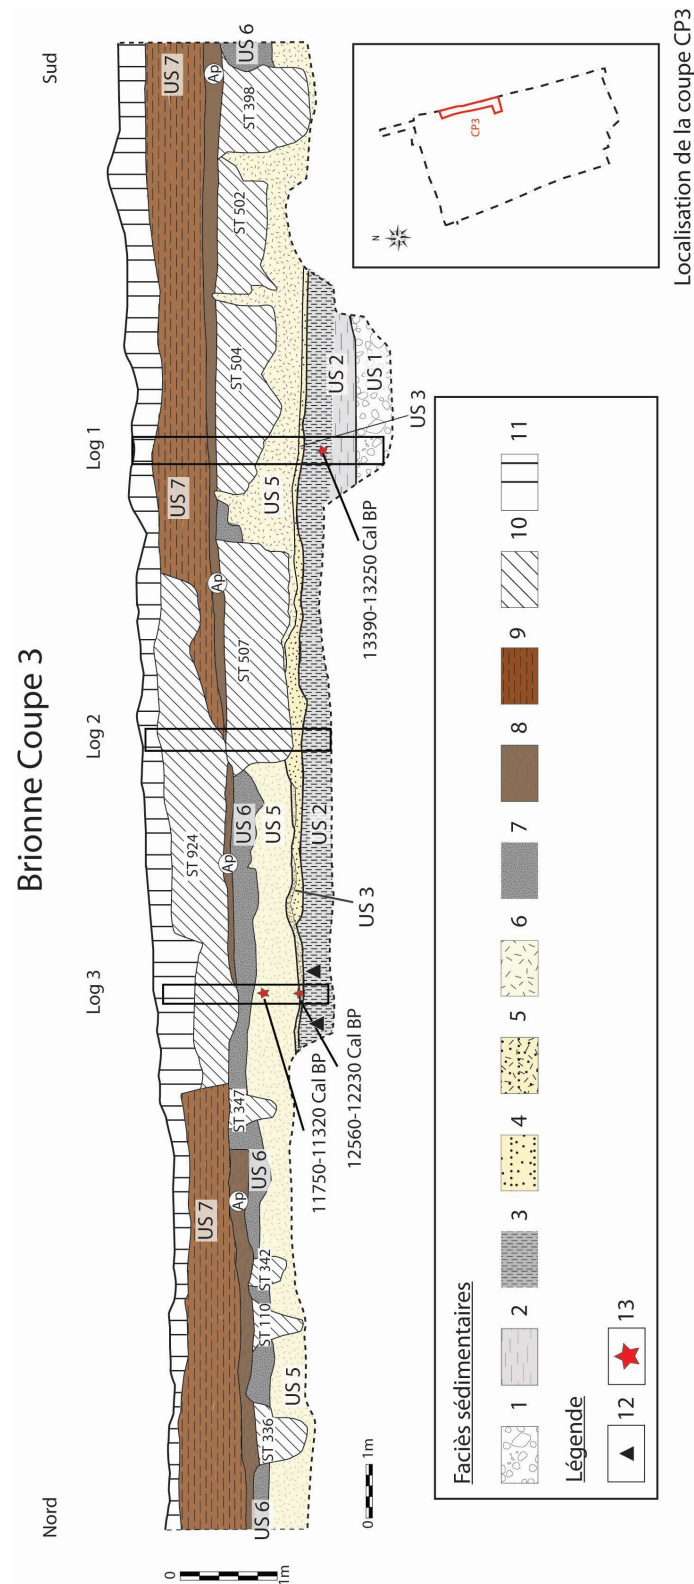 Brionne Coupe 3
Nord
Log 3
Log 2
Log 1
Sud
US 7
US 7
US 7
ST 924
Ap
Ap
Ap
Ap
US 6
ST 336
ST 110
ST 342
US 6
ST 347
US 6
ST 507
ST 504
ST 502
ST 398
US 6
US 5
US 5
US 5
US 2
US 2
US 1
US 3
US 3
11750-11320 Cal BP
12560-12230 Cal BP
13390-13250 Cal BP
0
1m
0
1m
Faciès sédimentaires
1
2
3
4
5
6
7
8
9
10
11
Légende
12
13
N
CP3
Localisation de la coupe CP3